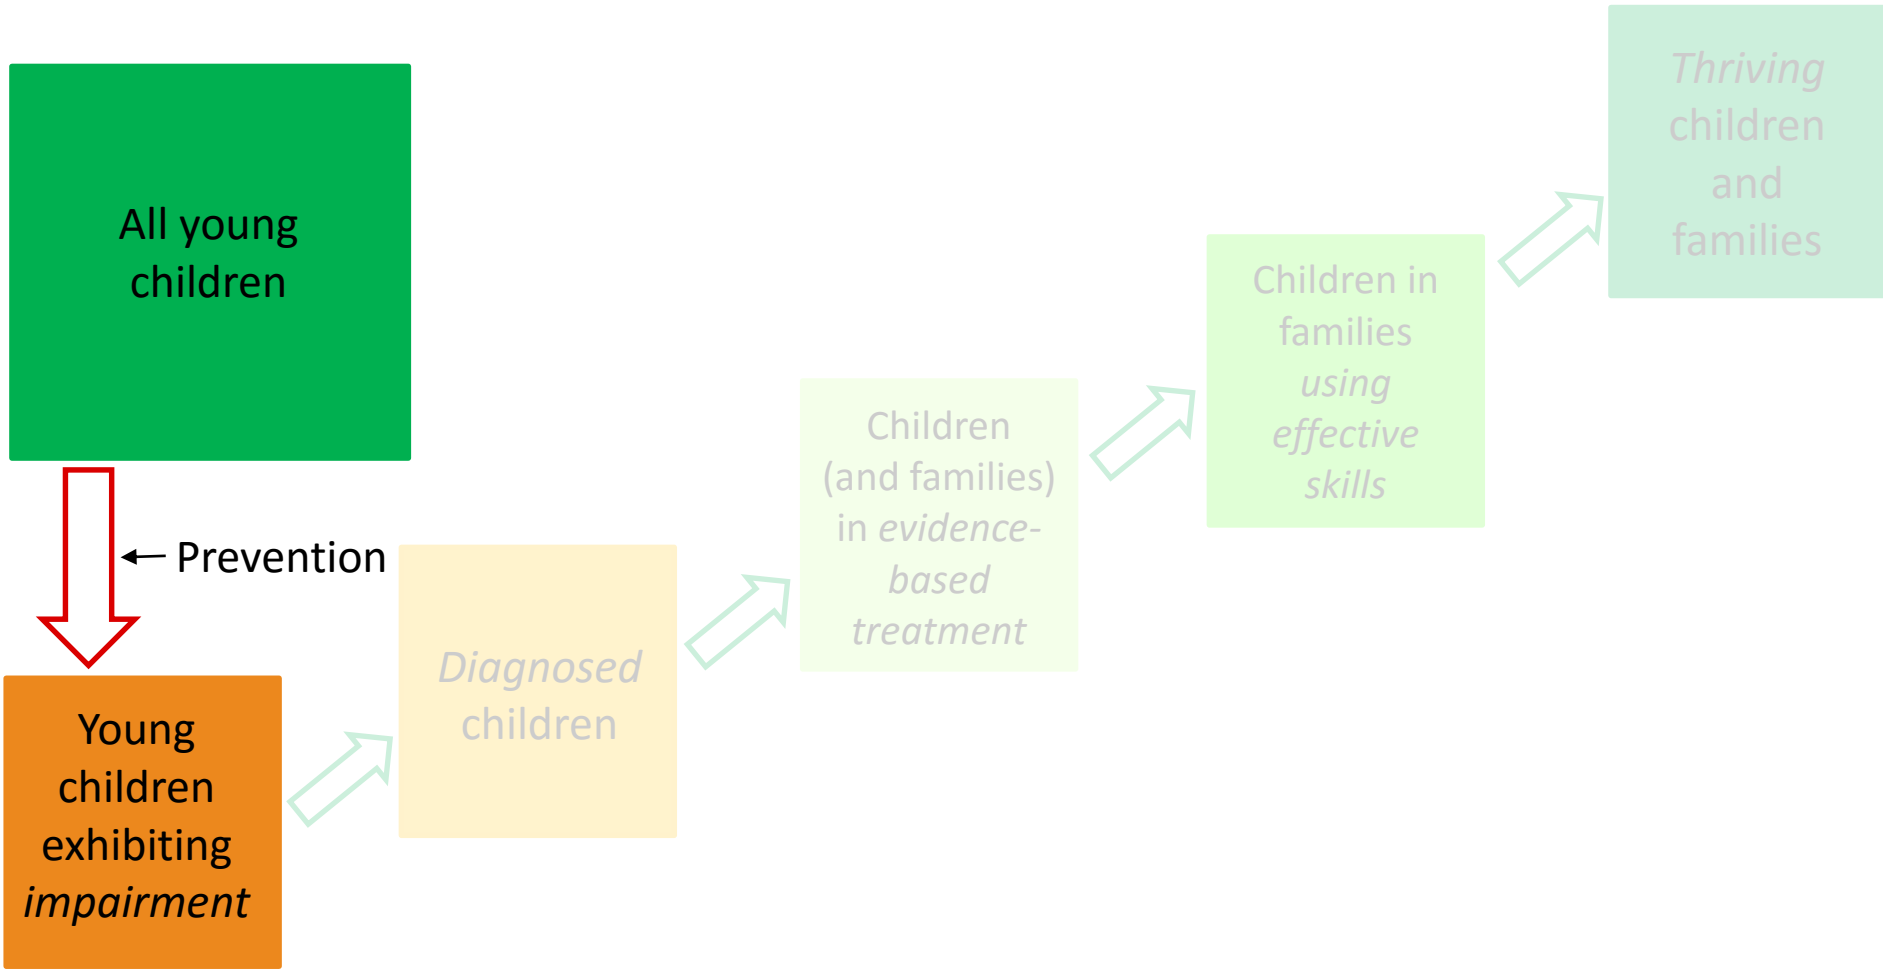 All young
children
Prevention
Young
children
exhibiting
impairment
Diagnosed
children
Children
(and families)
in evidence-
based
treatment
Children in
families
using
effective
skills
Thriving
children
and
families